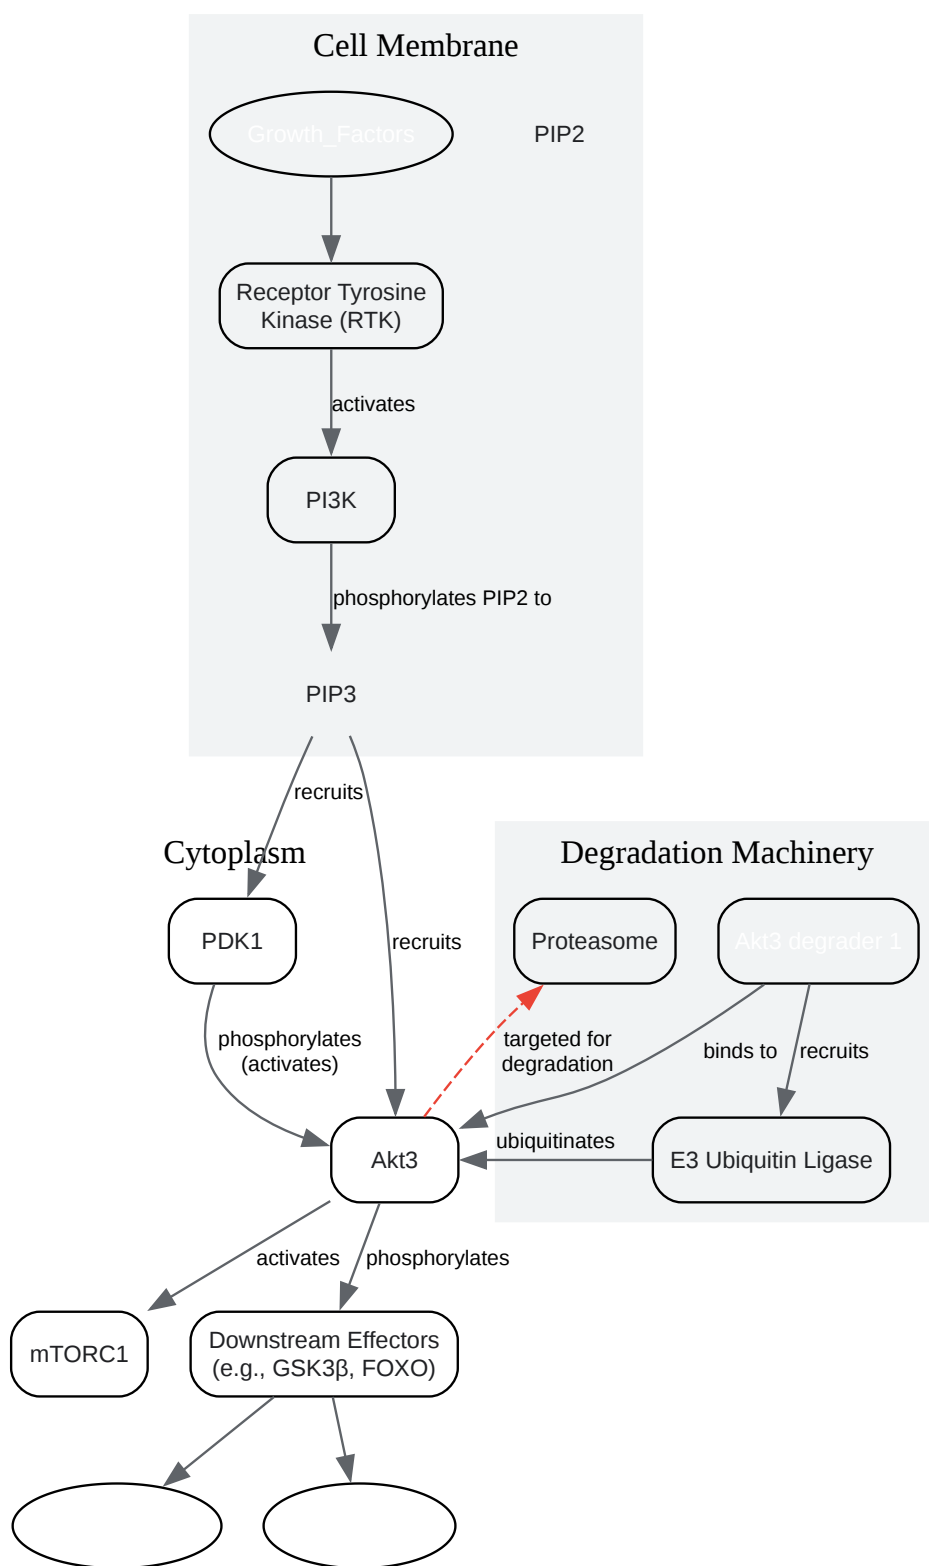 Cell Membrane
Growth_Factors
PIP2
Receptor Tyrosine
Kinase (RTK)
activates
PI3K
phosphorylates PIP2 to
PIP3
recruits
Cytoplasm
Degradation Machinery
PDK1
recruits
Proteasome
Akt3 degrader 1
phosphorylates
(activates)
targeted for
degradation
binds to
recruits
Akt3
ubiquitinates
E3 Ubiquitin Ligase
activates
phosphorylates
mTORC1
Downstream Effectors
(e.g., GSK3β, FOXO)